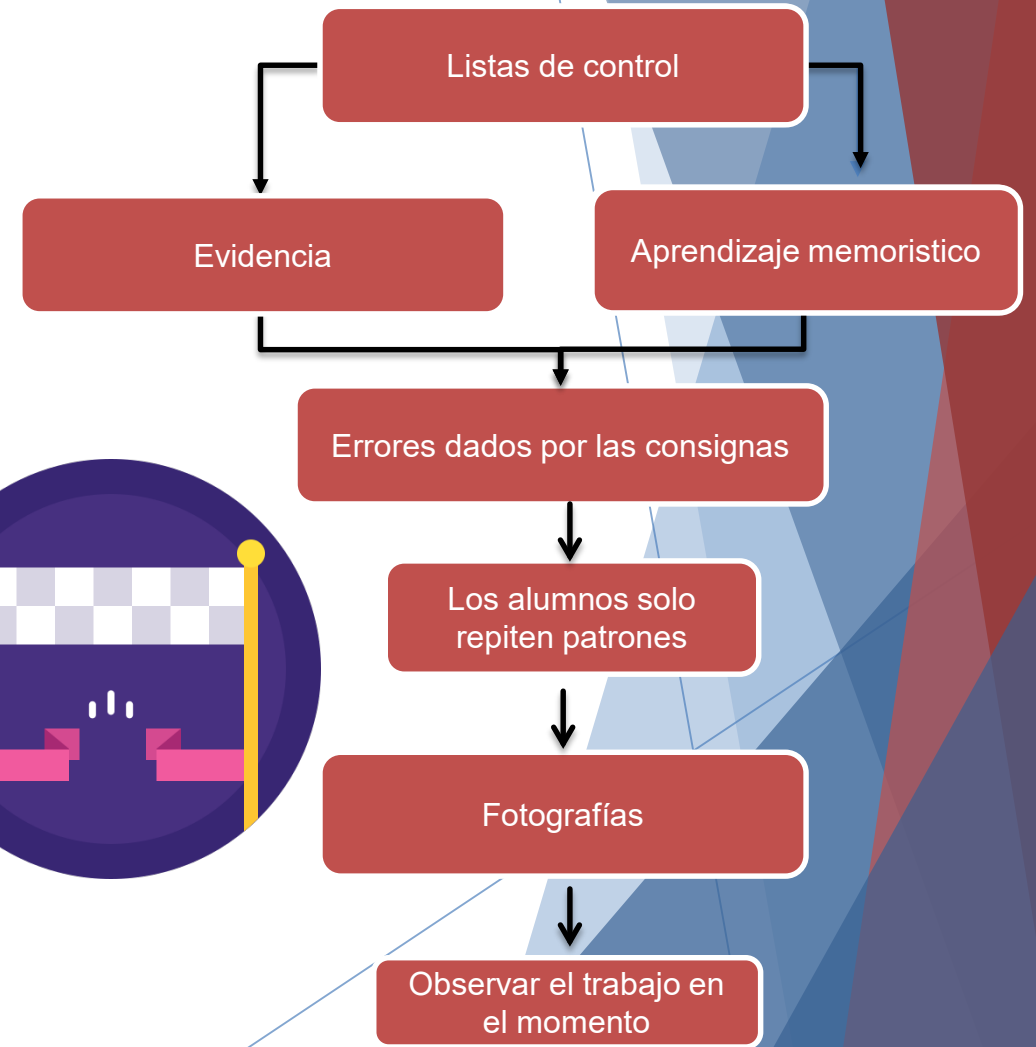 Listas de control
Evidencia
Aprendizaje memoristico
Errores dados por las consignas
Los alumnos solo
repiten patrones
Fotografías
Observar el trabajo en
el momento